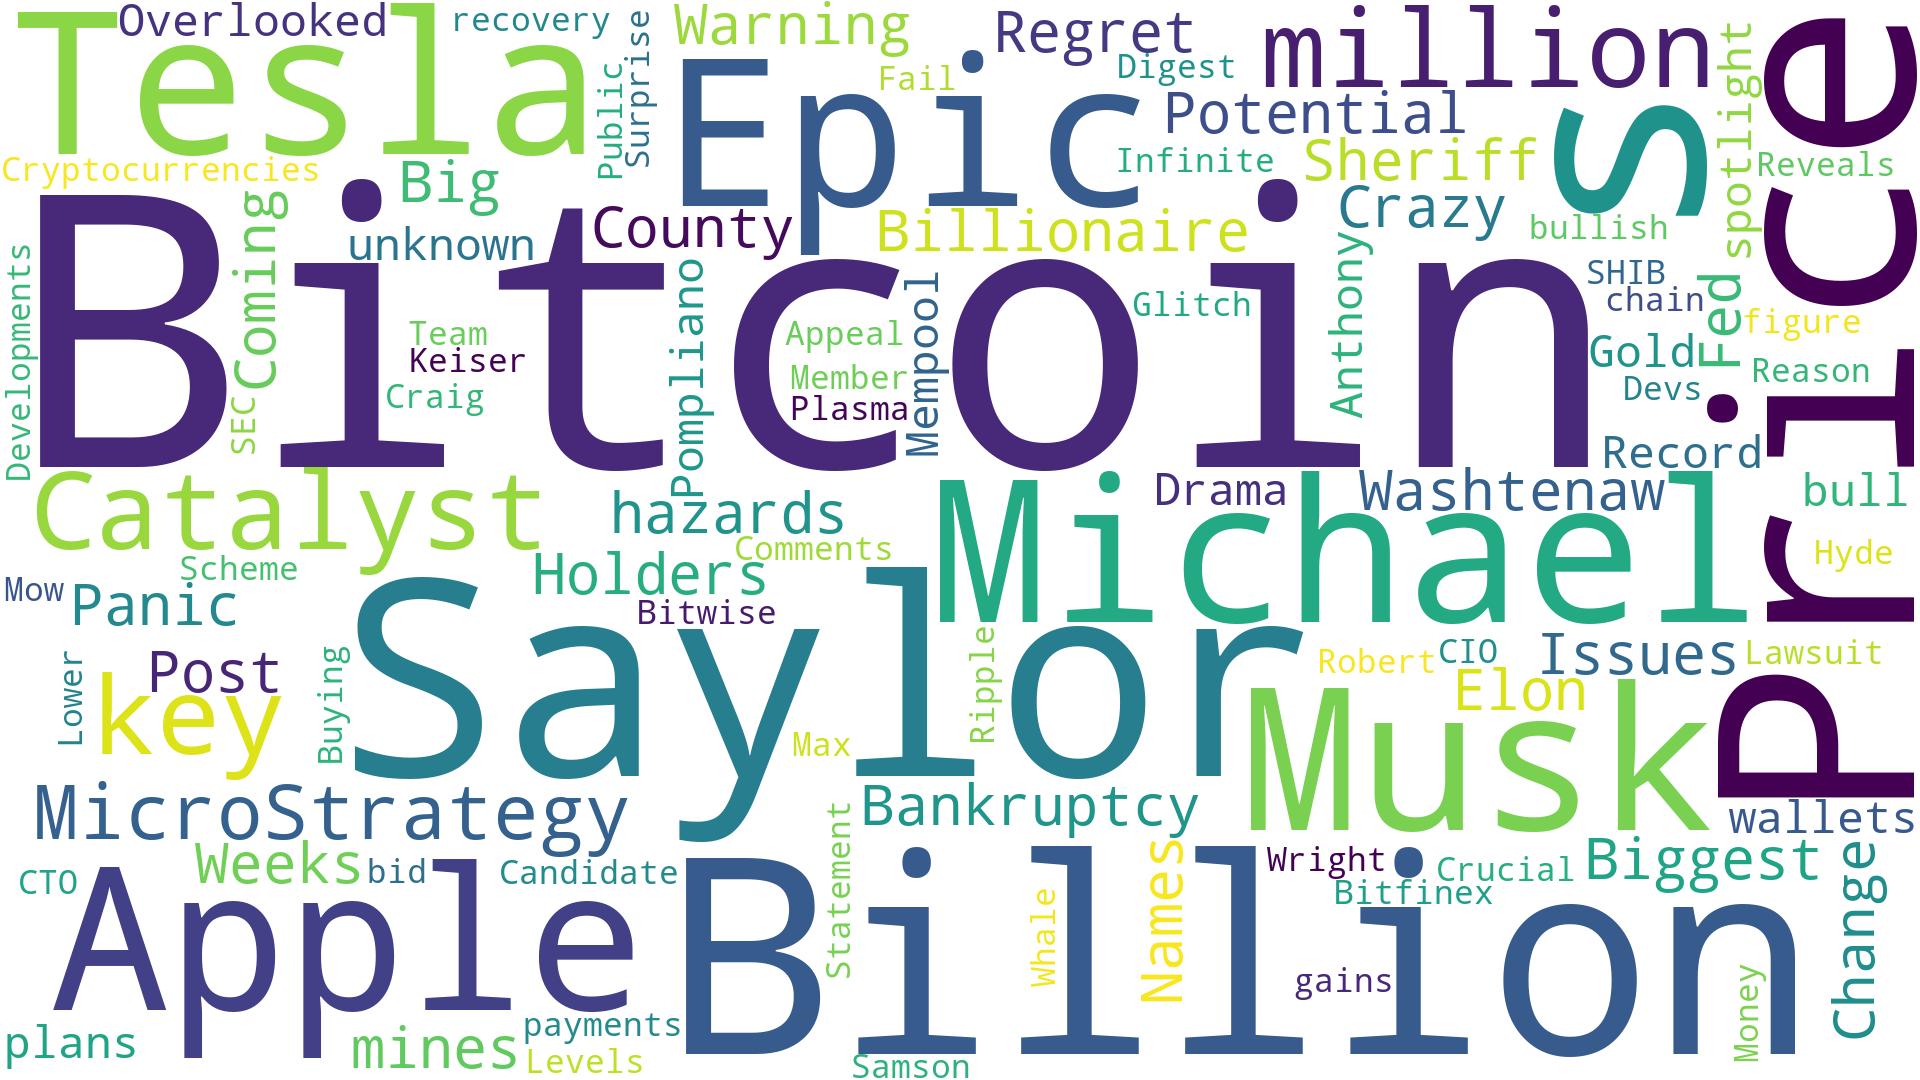 Tesla
Overlooked
recovery
Surprise
Public
Warning
Epic
Fail
Regret
Digest
million
Potential
Infinite
Sheriff
S
spotlight
Price
Reveals
Cryptocurrencies
Big
Coming
unknown
County
Billionaire
Crazy
bullish
Bitcoin
Developments
SEC
Team
Keiser
Craig
Pompliano
Appeal
Member
Plasma
Mempool
Glitch
Anthony
SHIB
chain
Fed
figure
Gold
Reason
Devs
Record
Catalyst
hazards
Comments
Michael
Drama
Washtenaw
bull
Scheme
Holders
Hyde
Mow
Panic
Bitwise
Saylor
Ripple
Robert
CIO
Issues
Lawsuit
Elon
Lower
Post
key
Buying
Max
Musk
MicroStrategy
Bankruptcy
wallets
Weeks
bid
Candidate
Statement
Names
Wright
Bitfinex
Crucial
Biggest
Change
CTO
Apple
Billion
Whale
gains
Money
plans
mines
payments
Levels
Samson